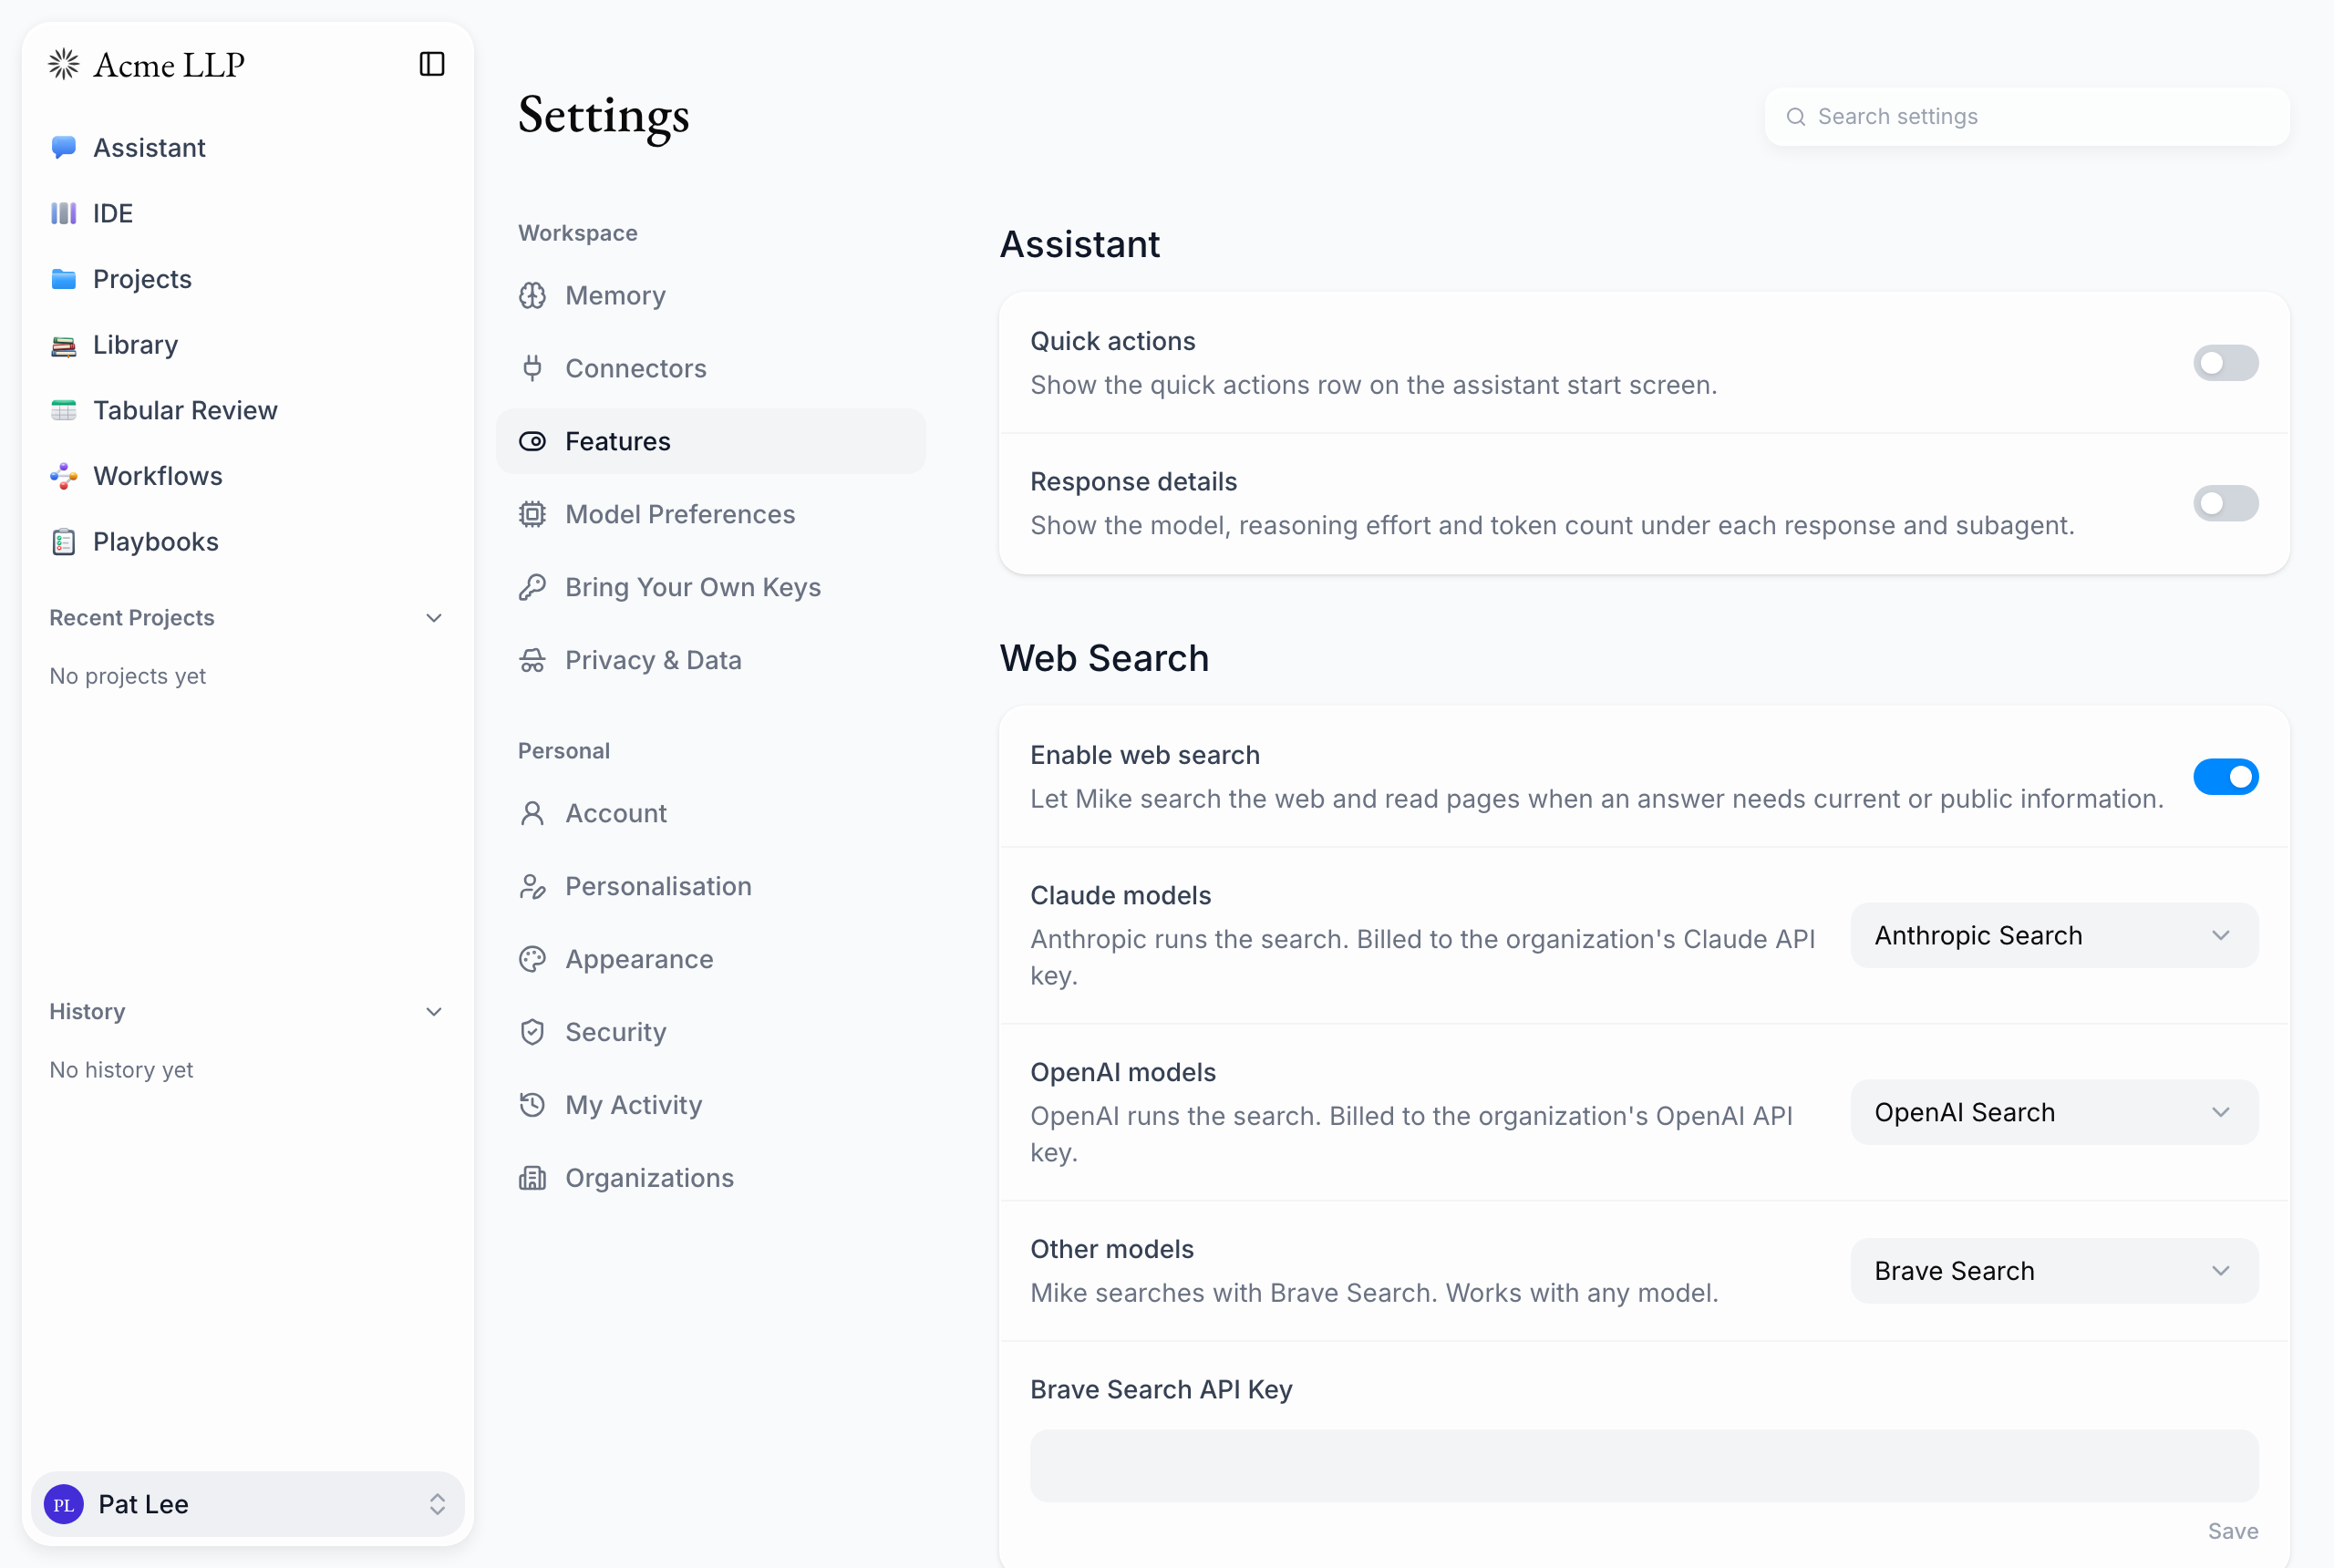 Acme LLP
Assistant
IDE
Projects
Library
Tabular Review
Workflows
Playbooks
Recent Projects
No projects yet
History
No history yet
PL Pat Lee
Settings
Search settings
Workspace
Memory
Connectors
Features
Model Preferences
Bring Your Own Keys
Privacy & Data
Personal
Account
Personalisation
Appearance
Security
My Activity
Organizations
Assistant
Quick actions
Show the quick actions row on the assistant start screen.
Response details
Show the model, reasoning effort and token count under each response and subagent.
Web Search
Enable web search
Let Mike search the web and read pages when an answer needs current or public information.
Claude models
Anthropic runs the search. Billed to the organization's Claude API
key.
Anthropic Search
OpenAI models
OpenAI runs the search. Billed to the organization's OpenAI API
key.
OpenAI Search
Other models
Mike searches with Brave Search. Works with any model.
Brave Search
Brave Search API Key
Save